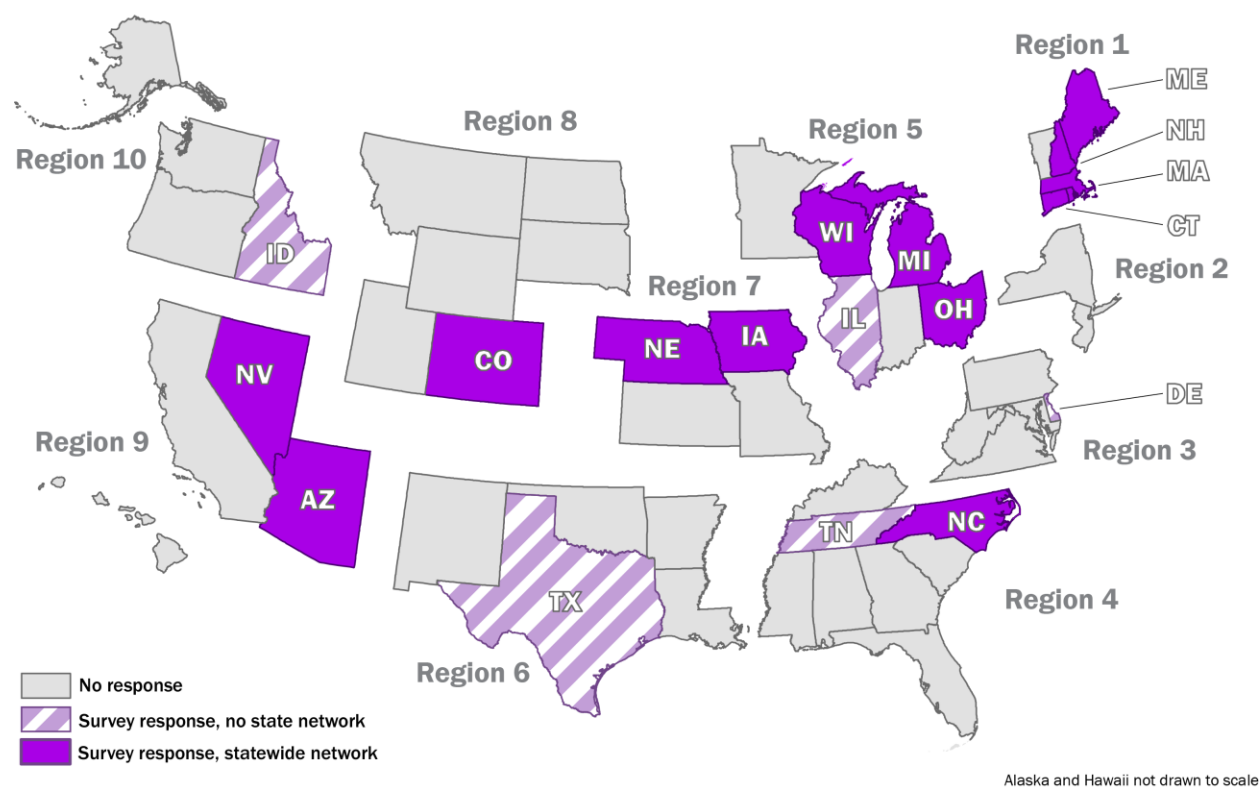 Region 1
ME
Region 8
Region 5
NH
Region 10
MA
CT
WI
ID
MI
Region 2
Region 7
OH
IL
IA
NE
CO
NV
DE
Region 9
Region 3
AZ
NC
TN
TX
Region 4
Region 6
No response
Survey response, no state network
Survey response, statewide network
Alaska and Hawaii not drawn to scale